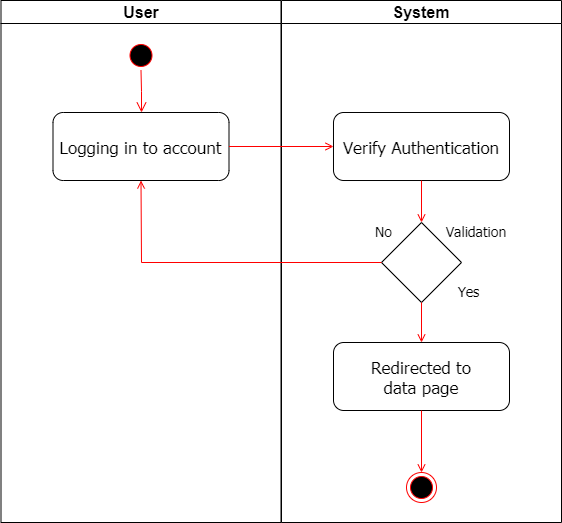 User
System
Logging in to account
Verify Authentication
No
Validation
Yes
Redirected to
data page